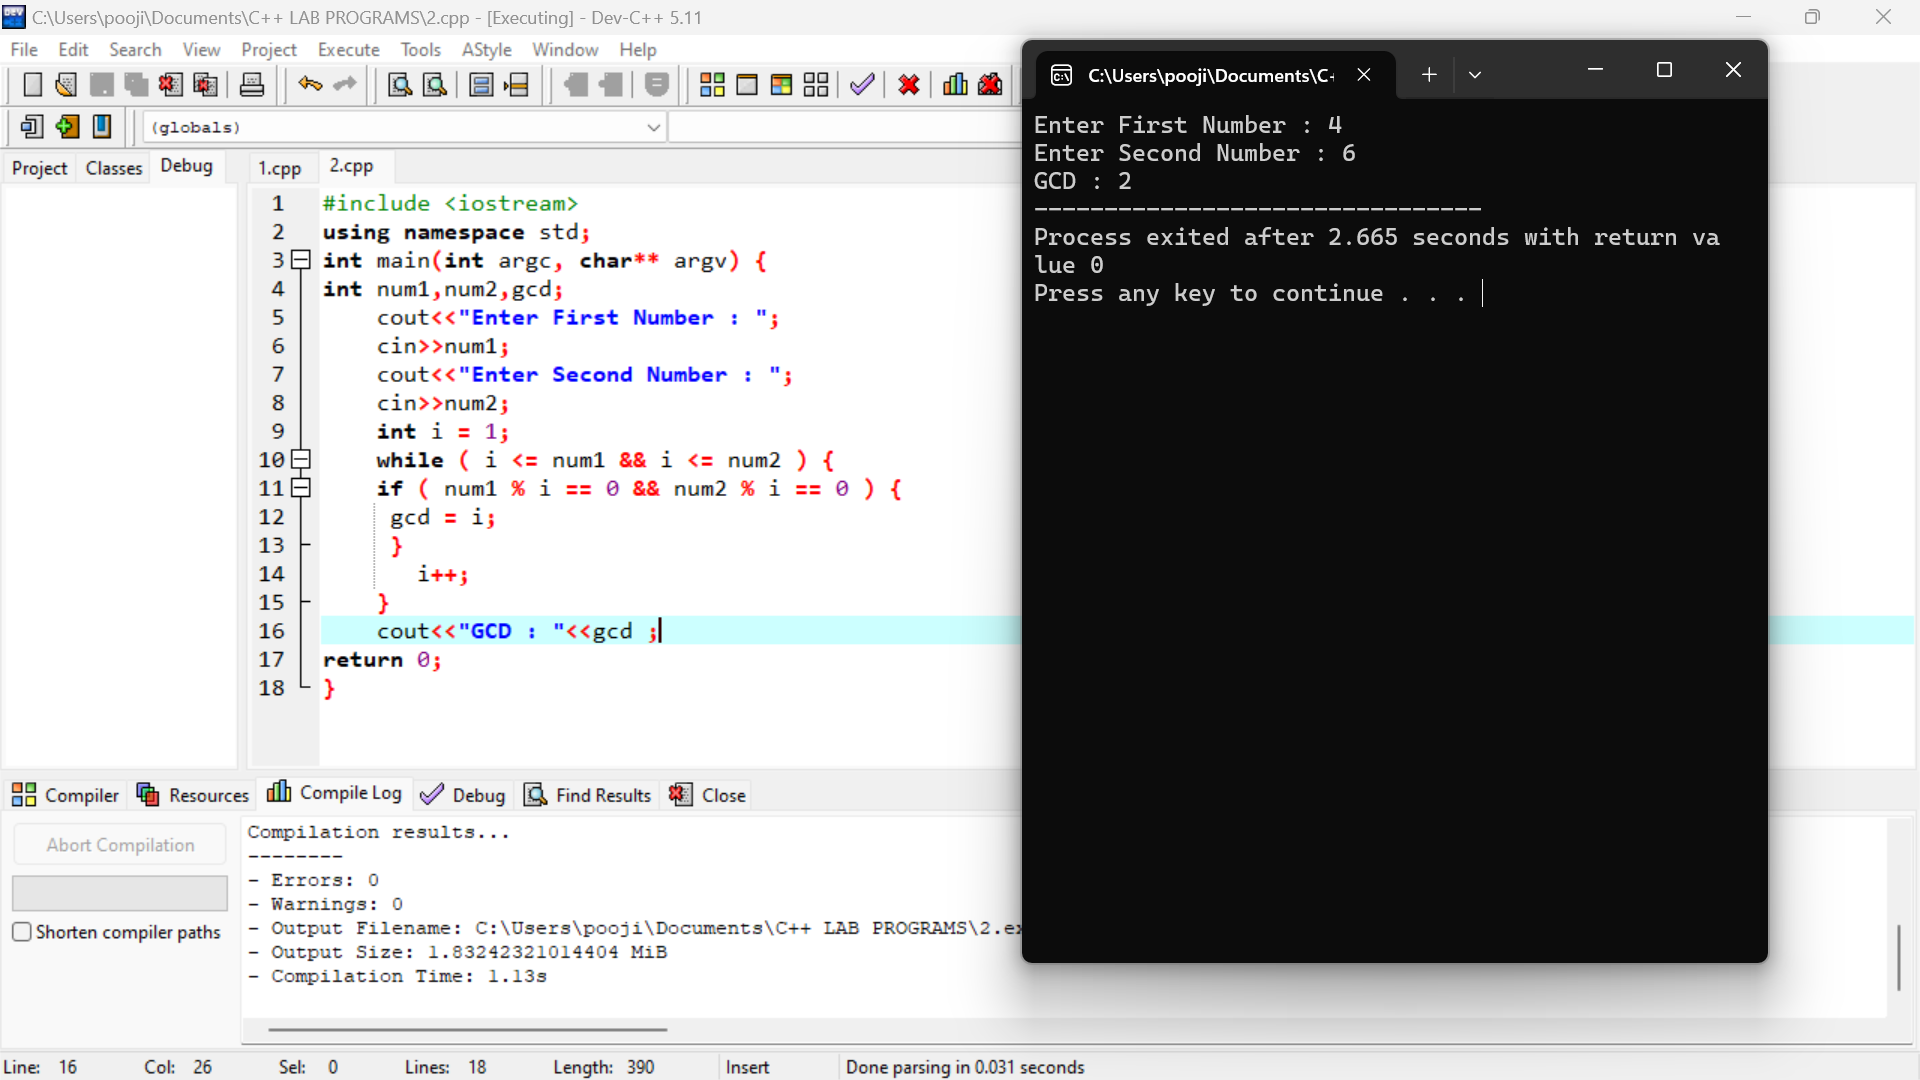 C:\Users\pooji\Documents\C++ LAB PROGRAMS\2.cpp - [Executing] - Dev-C++ 5.11
File Edit Search View Project Execute Tools AStyle Window Help
(globals)
Project Classes Debug
1.cpp 2.cpp
1 #include <iostream>
2 using namespace std;
3 int main(int argc, char** argv) {
4 int num1,num2,gcd;
5 cout<<"Enter First Number : ";
6 cin>>num1;
7 cout<<"Enter Second Number : ";
8 cin>>num2;
9 int i = 1;
10 while ( i <= num1 && i <= num2 ) {
11 if ( num1 % i == 0 && num2 % i == 0 ) {
12 gcd = i;
13 }
14 i++;
15 }
16 cout<<"GCD : "<<gcd ;
17 return 0;
18 }
C:\Users\pooji\Documents\C+
Enter First Number : 4
Enter Second Number : 6
GCD : 2
--------------------------------
Process exited after 2.665 seconds with return va
lue 0
Press any key to continue . . .
Compiler Resources Compile Log Debug Find Results Close
Abort Compilation
Shorten compiler paths
Compilation results...
--------
- Errors: 0
- Warnings: 0
- Output Filename: C:\Users\pooji\Documents\C++ LAB PROGRAMS\2.ex
- Output Size: 1.83242321014404 MiB
- Compilation Time: 1.13s
Line: 16 Col: 26 Sel: 0 Lines: 18 Length: 390 Insert Done parsing in 0.031 seconds